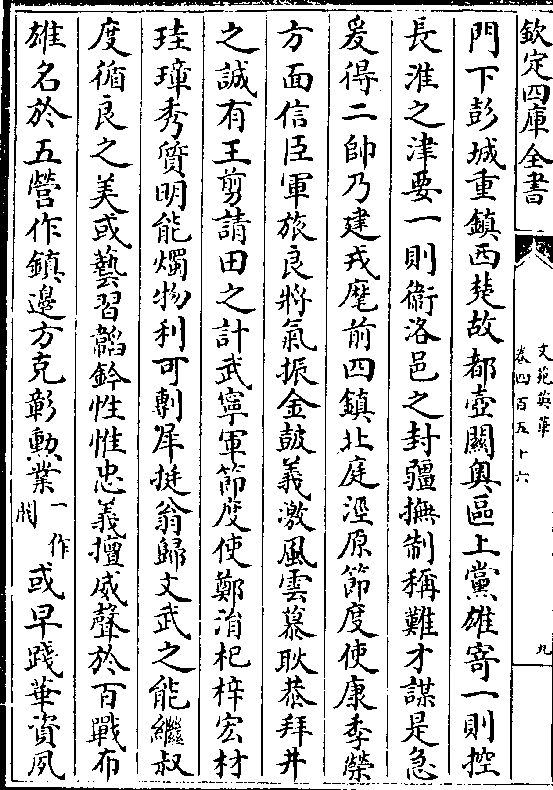 欽定四庫全書
文苑英華
卷四百五十六
九
門下彭城重鎮西楚故都壺關奧區上黨雄寄一則控
長淮之津要一則衞洛邑之封疆撫制稱難才謀是急
爰得二帥乃建戎麾前四鎮北庭涇原節度使康季榮
方面信臣軍旅良將氣振金鼓義激風雲慕耿恭拜井
之誠有王剪請田之計武寧軍節度使鄭涓杞梓宏材
珪璋秀質明能燭物利可剸犀挺翁歸文武之能繼叔
度循良之美或藝習韜鈐性惟忠義擅威聲於百戰布
雄名於五營作鎮邊方克彰勲業一作閥或早踐華資夙